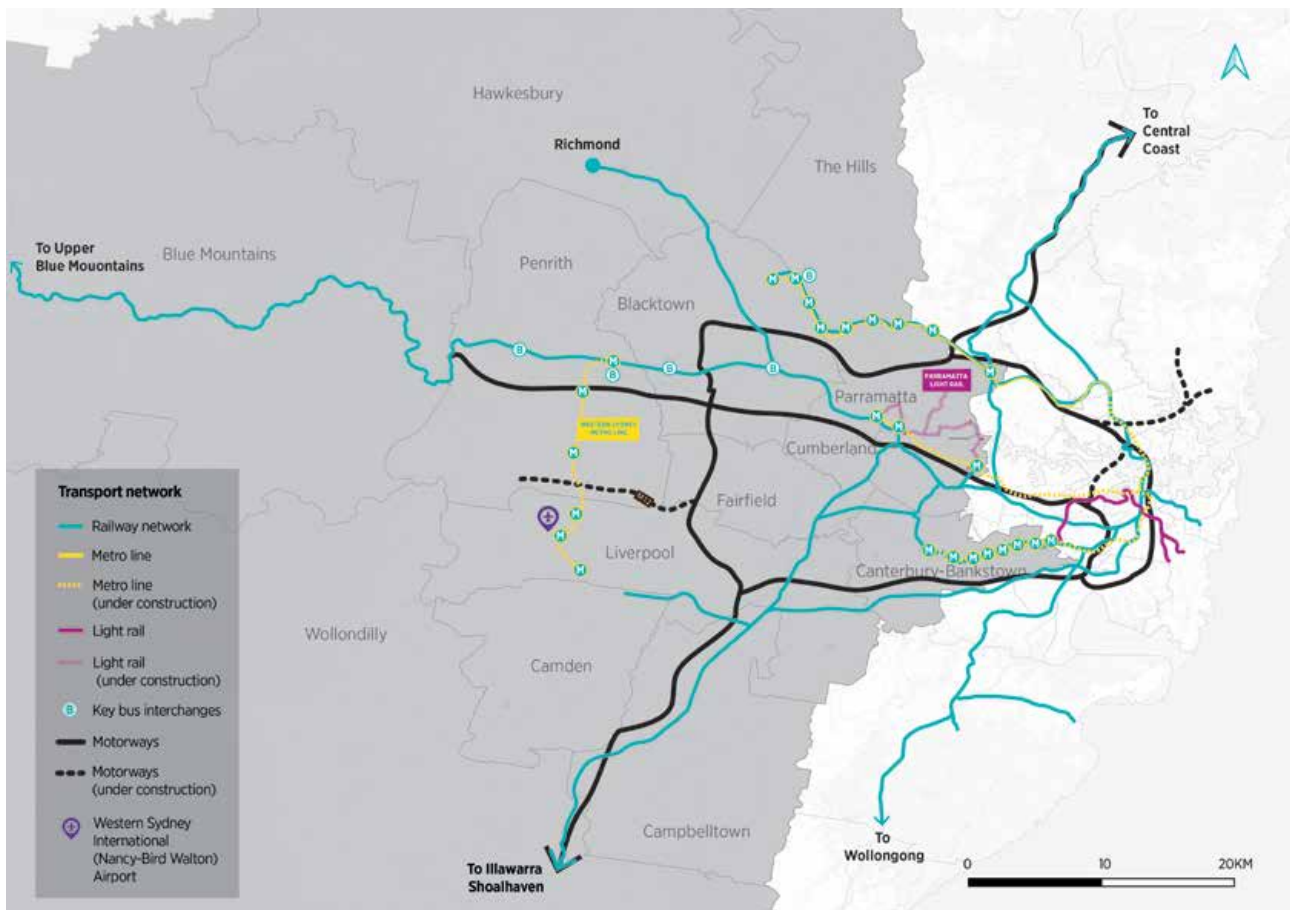 Hawkesbury
To
Central
Coast
Richmond
The Hills
To Upper
Blue Mouontains
Blue Mountains
Penrith
B
Blacktown
PARRAMATTA
LIGHT RAIL
Parramatta
WESTERN SYDNEY
METRO LINE
Cumberland
Fairfield
Liverpool
Canterbury-Bankstown
Wollondilly
Camden
Campbelltown
To Illawarra
Shoalhaven
To
Wollongong
0 10 20KM
Transport network
Railway network
Metro line
Metro line
(under construction)
Light rail
Light rail
(under construction)
B Key bus interchanges
Motorways
Motorways
(under construction)
Western Sydney
International
(Nancy-Bird Walton)
Airport